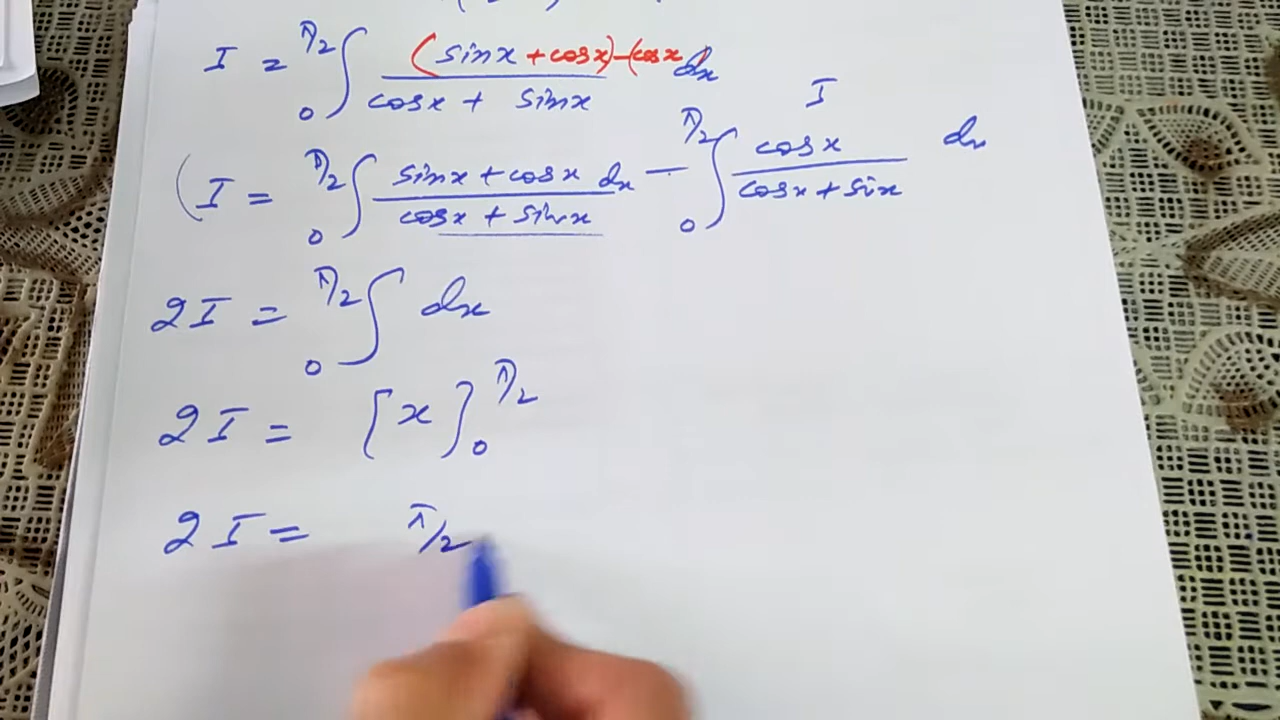 I = π/2 ∫ 0 (sinx + cosx) - cosx / cosx + sinx dx
I
(I = π/2 ∫ 0 sinx + cosx / cosx + sinx dx - π/2 ∫ 0 cosx / cosx + sinx dx
2I = π/2 ∫ 0 dx
2I = [x] 0 π/2
2I = π/2